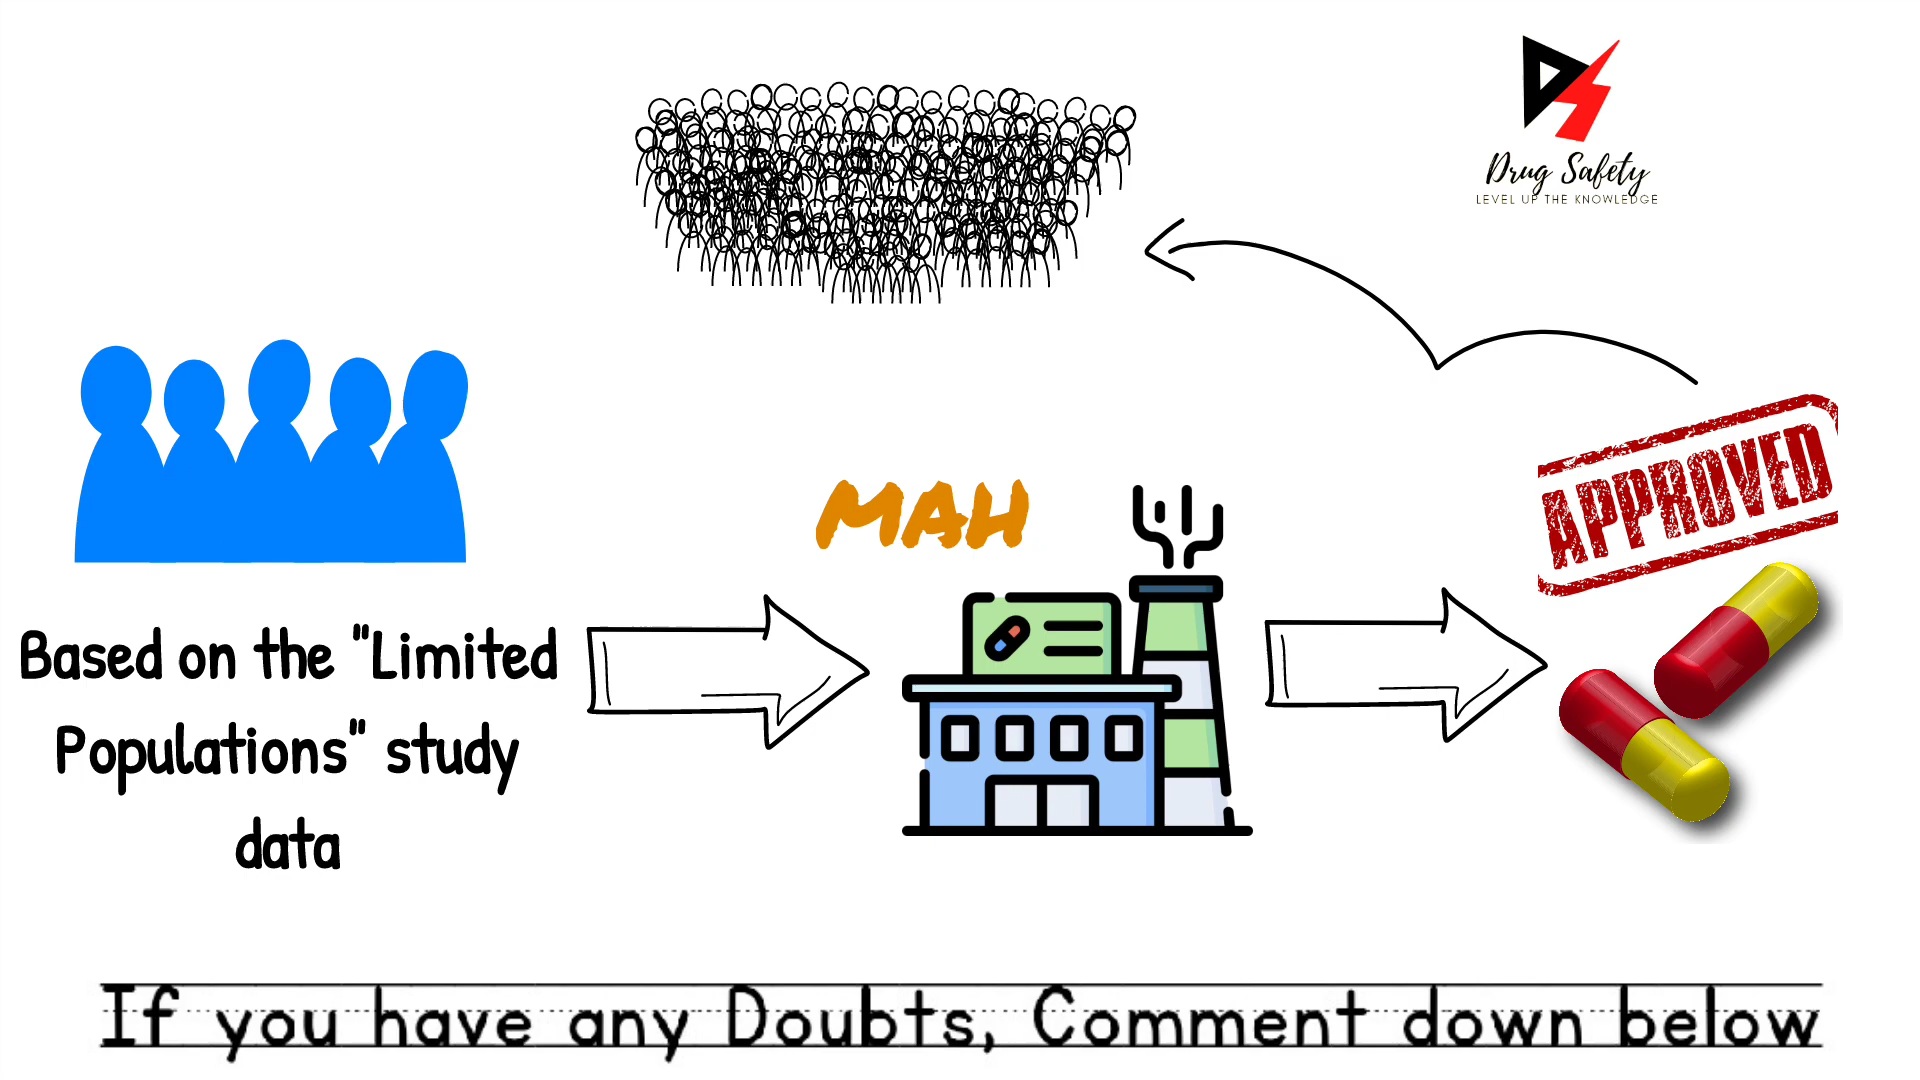 Drug Safety
LEVEL UP THE KNOWLEDGE
APPROVED
MAH
Based on the "Limited
Populations" study
data
If you have any Doubts, Comment down below